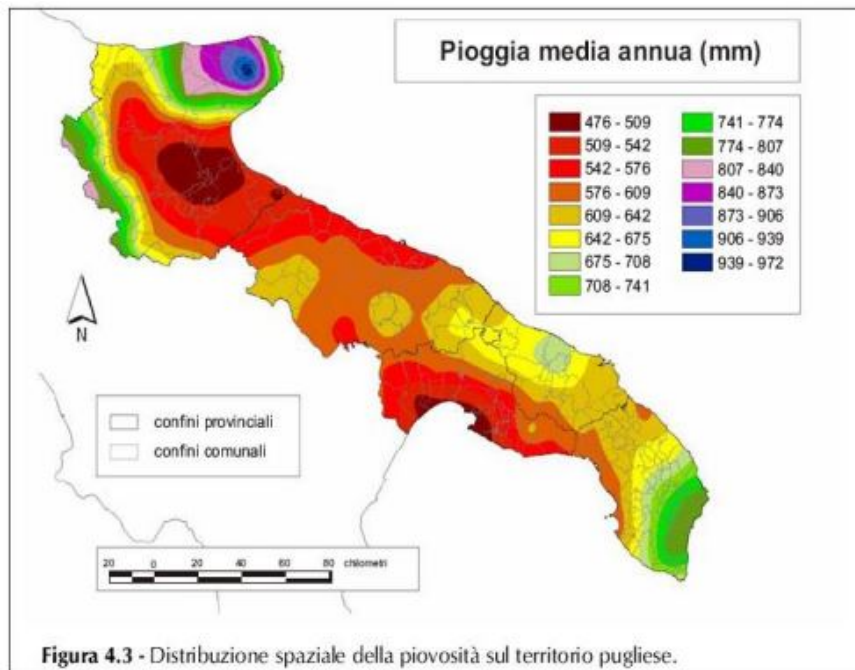 Pioggia media annua (mm)
476 - 509
509 - 542
542 - 576
576 - 609
609 - 642
642 - 675
675 - 708
708 - 741
741 - 774
774 - 807
807 - 840
840 - 873
873 - 906
906 - 939
939 - 972
N
confini provinciali
confini comunali
20 0 20 40 60 80 chilometri
Figura 4.3 - Distribuzione spaziale della piovosità sul territorio pugliese.